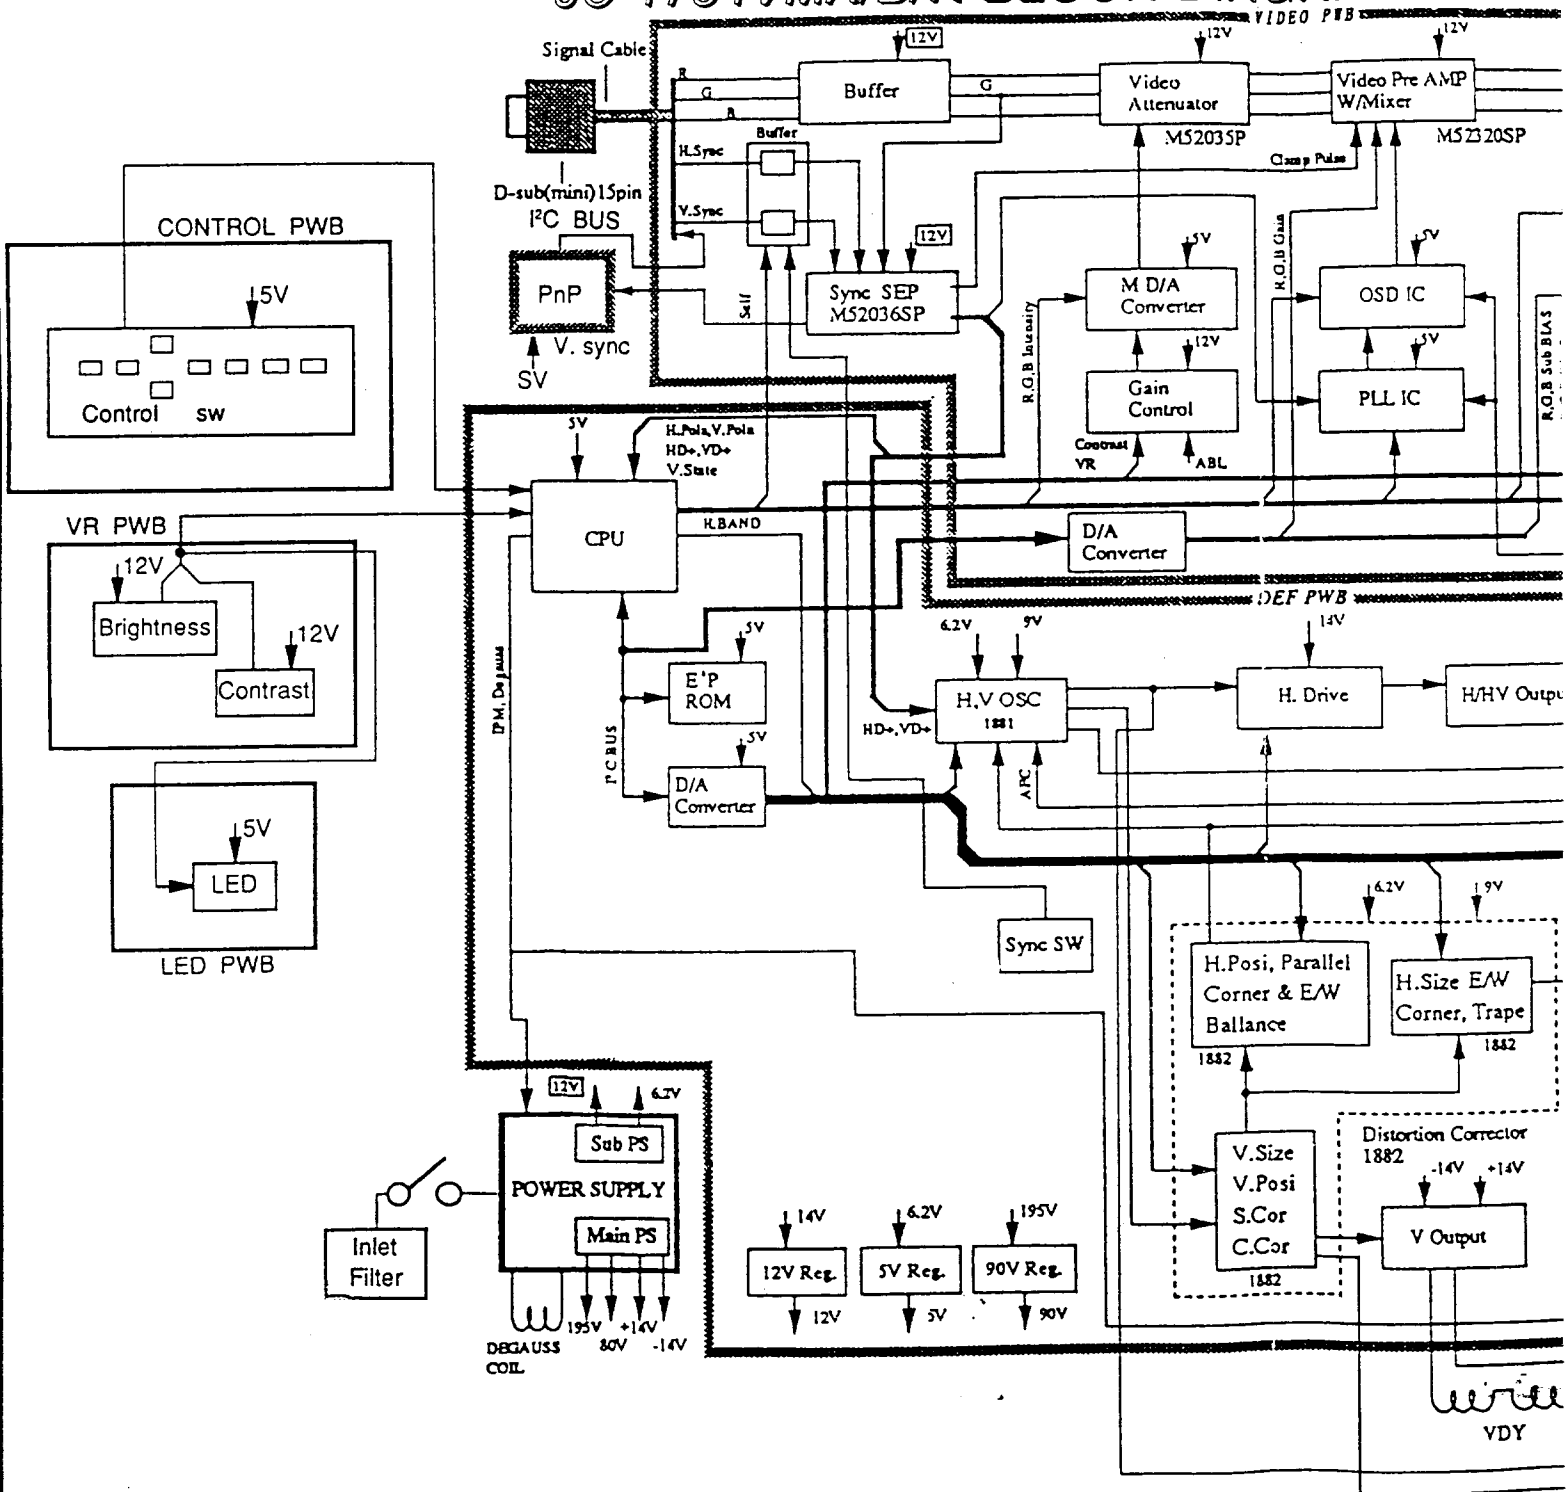 VIDEO PWB
Signal Cable
12V
12V
12V
R
G
B
Buffer
G
Video
Attenuator
M52035P
Video Pre AMP
W/Mixer
M52320SP
Buffer
H.Sync
V.Sync
Clamp Pulse
D-sub(mini)15pin
I²C BUS
PnP
V. sync
5V
12V
Sync SEP
M52036SP
Self
R,G,B Intensity
5V
M D/A
Converter
12V
Gain
Control
Contrast
VR
ABL
R,G,B Gain
5V
OSD IC
5V
PLL IC
R,G,B Sub BIAS
CONTROL PWB
5V
Control sw
VR PWB
12V
Brightness
12V
Contrast
5V
LED
LED PWB
5V
H.Pola,V.Pola
HD+,VD+
V.State
CPU
H.BAND
D/A
Converter
DEF PWB
IPM, Degauss
I²C BUS
5V
E²P
ROM
5V
D/A
Converter
6.2V
9V
H,V OSC
1881
HD+,VD+
AFC
14V
H. Drive
H/HV Outpu
Sync SW
6.2V
9V
H.Posi, Parallel
Corner & E/W
Ballance
1882
H.Size E/W
Corner, Trape
1882
V.Size
V.Posi
S.Cor
C.Cor
1882
Distortion Corrector
1882
-14V
+14V
V Output
VDY
12V
6.2V
Sub PS
POWER SUPPLY
Main PS
Inlet
Filter
DEGAUSS
COIL
195V
80V
+14V
-14V
14V
12V Reg.
12V
6.2V
5V Reg.
5V
195V
90V Reg.
90V